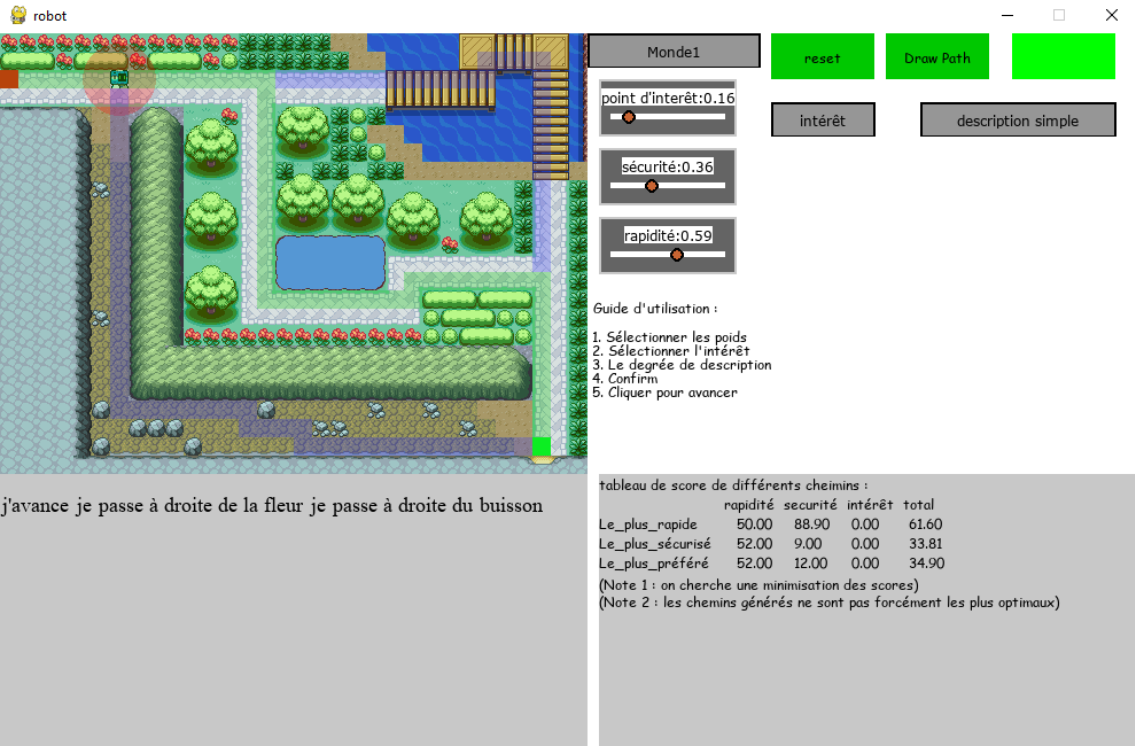 robot
Monde1
reset
Draw Path
point d'interêt:0.16
intérêt
description simple
sécurité:0.36
rapidité:0.59
Guide d'utilisation :
1. Sélectionner les poids
2. Sélectionner l'intérêt
3. Le degrée de description
4. Confirm
5. Cliquer pour avancer
j'avance je passe à droite de la fleur je passe à droite du buisson
tableau de score de différents cheimins :
rapidité securité intérêt total
Le_plus_rapide 50.00 88.90 0.00 61.60
Le_plus_sécurisé 52.00 9.00 0.00 33.81
Le_plus_préféré 52.00 12.00 0.00 34.90
(Note 1 : on cherche une minimisation des scores)
(Note 2 : les chemins générés ne sont pas forcément les plus optimaux)